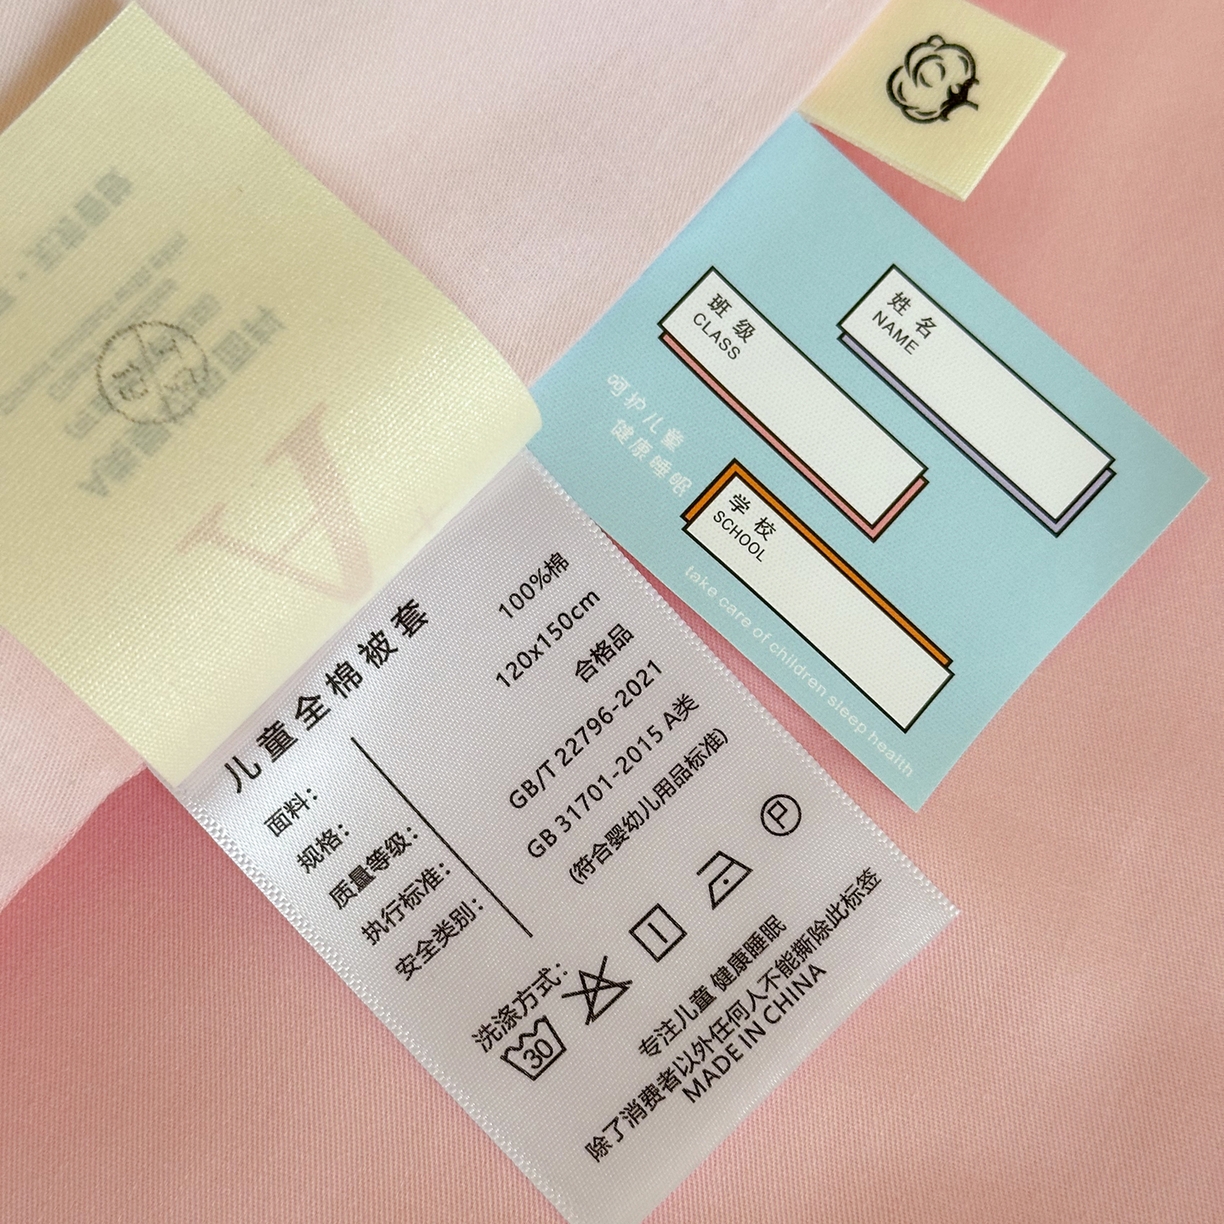 班级
CLASS
姓名
NAME
呵护儿童
健康睡眠
学校
SCHOOL
take care of children sleep health
儿童全棉被套
面料： 100%棉
规格： 120x150cm
质量等级： 合格品
执行标准： GB/T 22796-2021
安全类别： GB 31701-2015 A类
(符合婴幼儿用品标准)
洗涤方式：
30
P
专注儿童 健康睡眠
除了消费者以外任何人不能撕除此标签
MADE IN CHINA
A